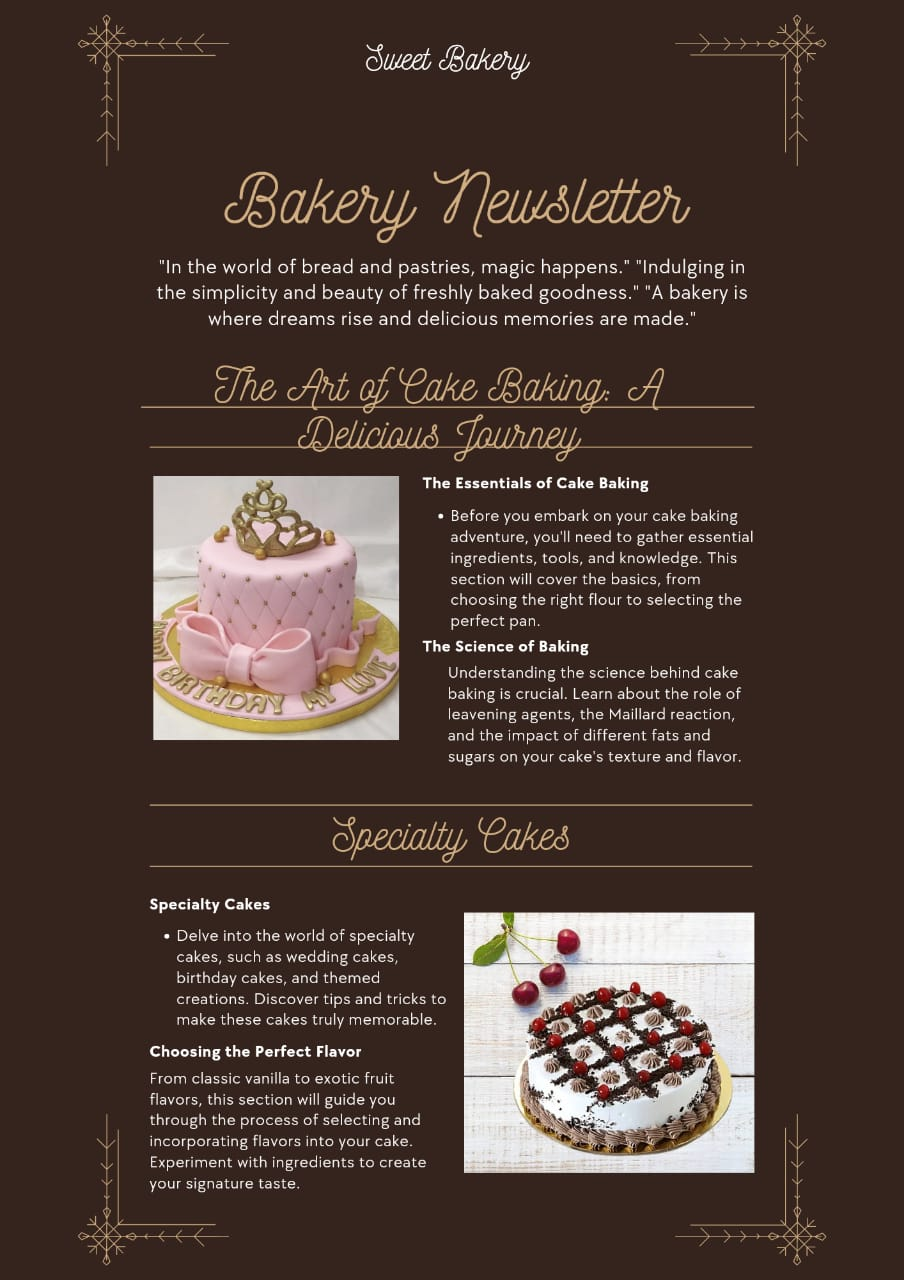 Sweet Bakery
Bakery Newsletter
"In the world of bread and pastries, magic happens." "Indulging in
the simplicity and beauty of freshly baked goodness." "A bakery is
where dreams rise and delicious memories are made."
The Art of Cake Baking: A
Delicious Journey
The Essentials of Cake Baking
• Before you embark on your cake baking
adventure, you'll need to gather essential
ingredients, tools, and knowledge. This
section will cover the basics, from
choosing the right flour to selecting the
perfect pan.
The Science of Baking
Understanding the science behind cake
baking is crucial. Learn about the role of
leavening agents, the Maillard reaction,
and the impact of different fats and
sugars on your cake's texture and flavor.
BIRTHDAY MY LOVE
Specialty Cakes
Specialty Cakes
• Delve into the world of specialty
cakes, such as wedding cakes,
birthday cakes, and themed
creations. Discover tips and tricks to
make these cakes truly memorable.
Choosing the Perfect Flavor
From classic vanilla to exotic fruit
flavors, this section will guide you
through the process of selecting and
incorporating flavors into your cake.
Experiment with ingredients to create
your signature taste.